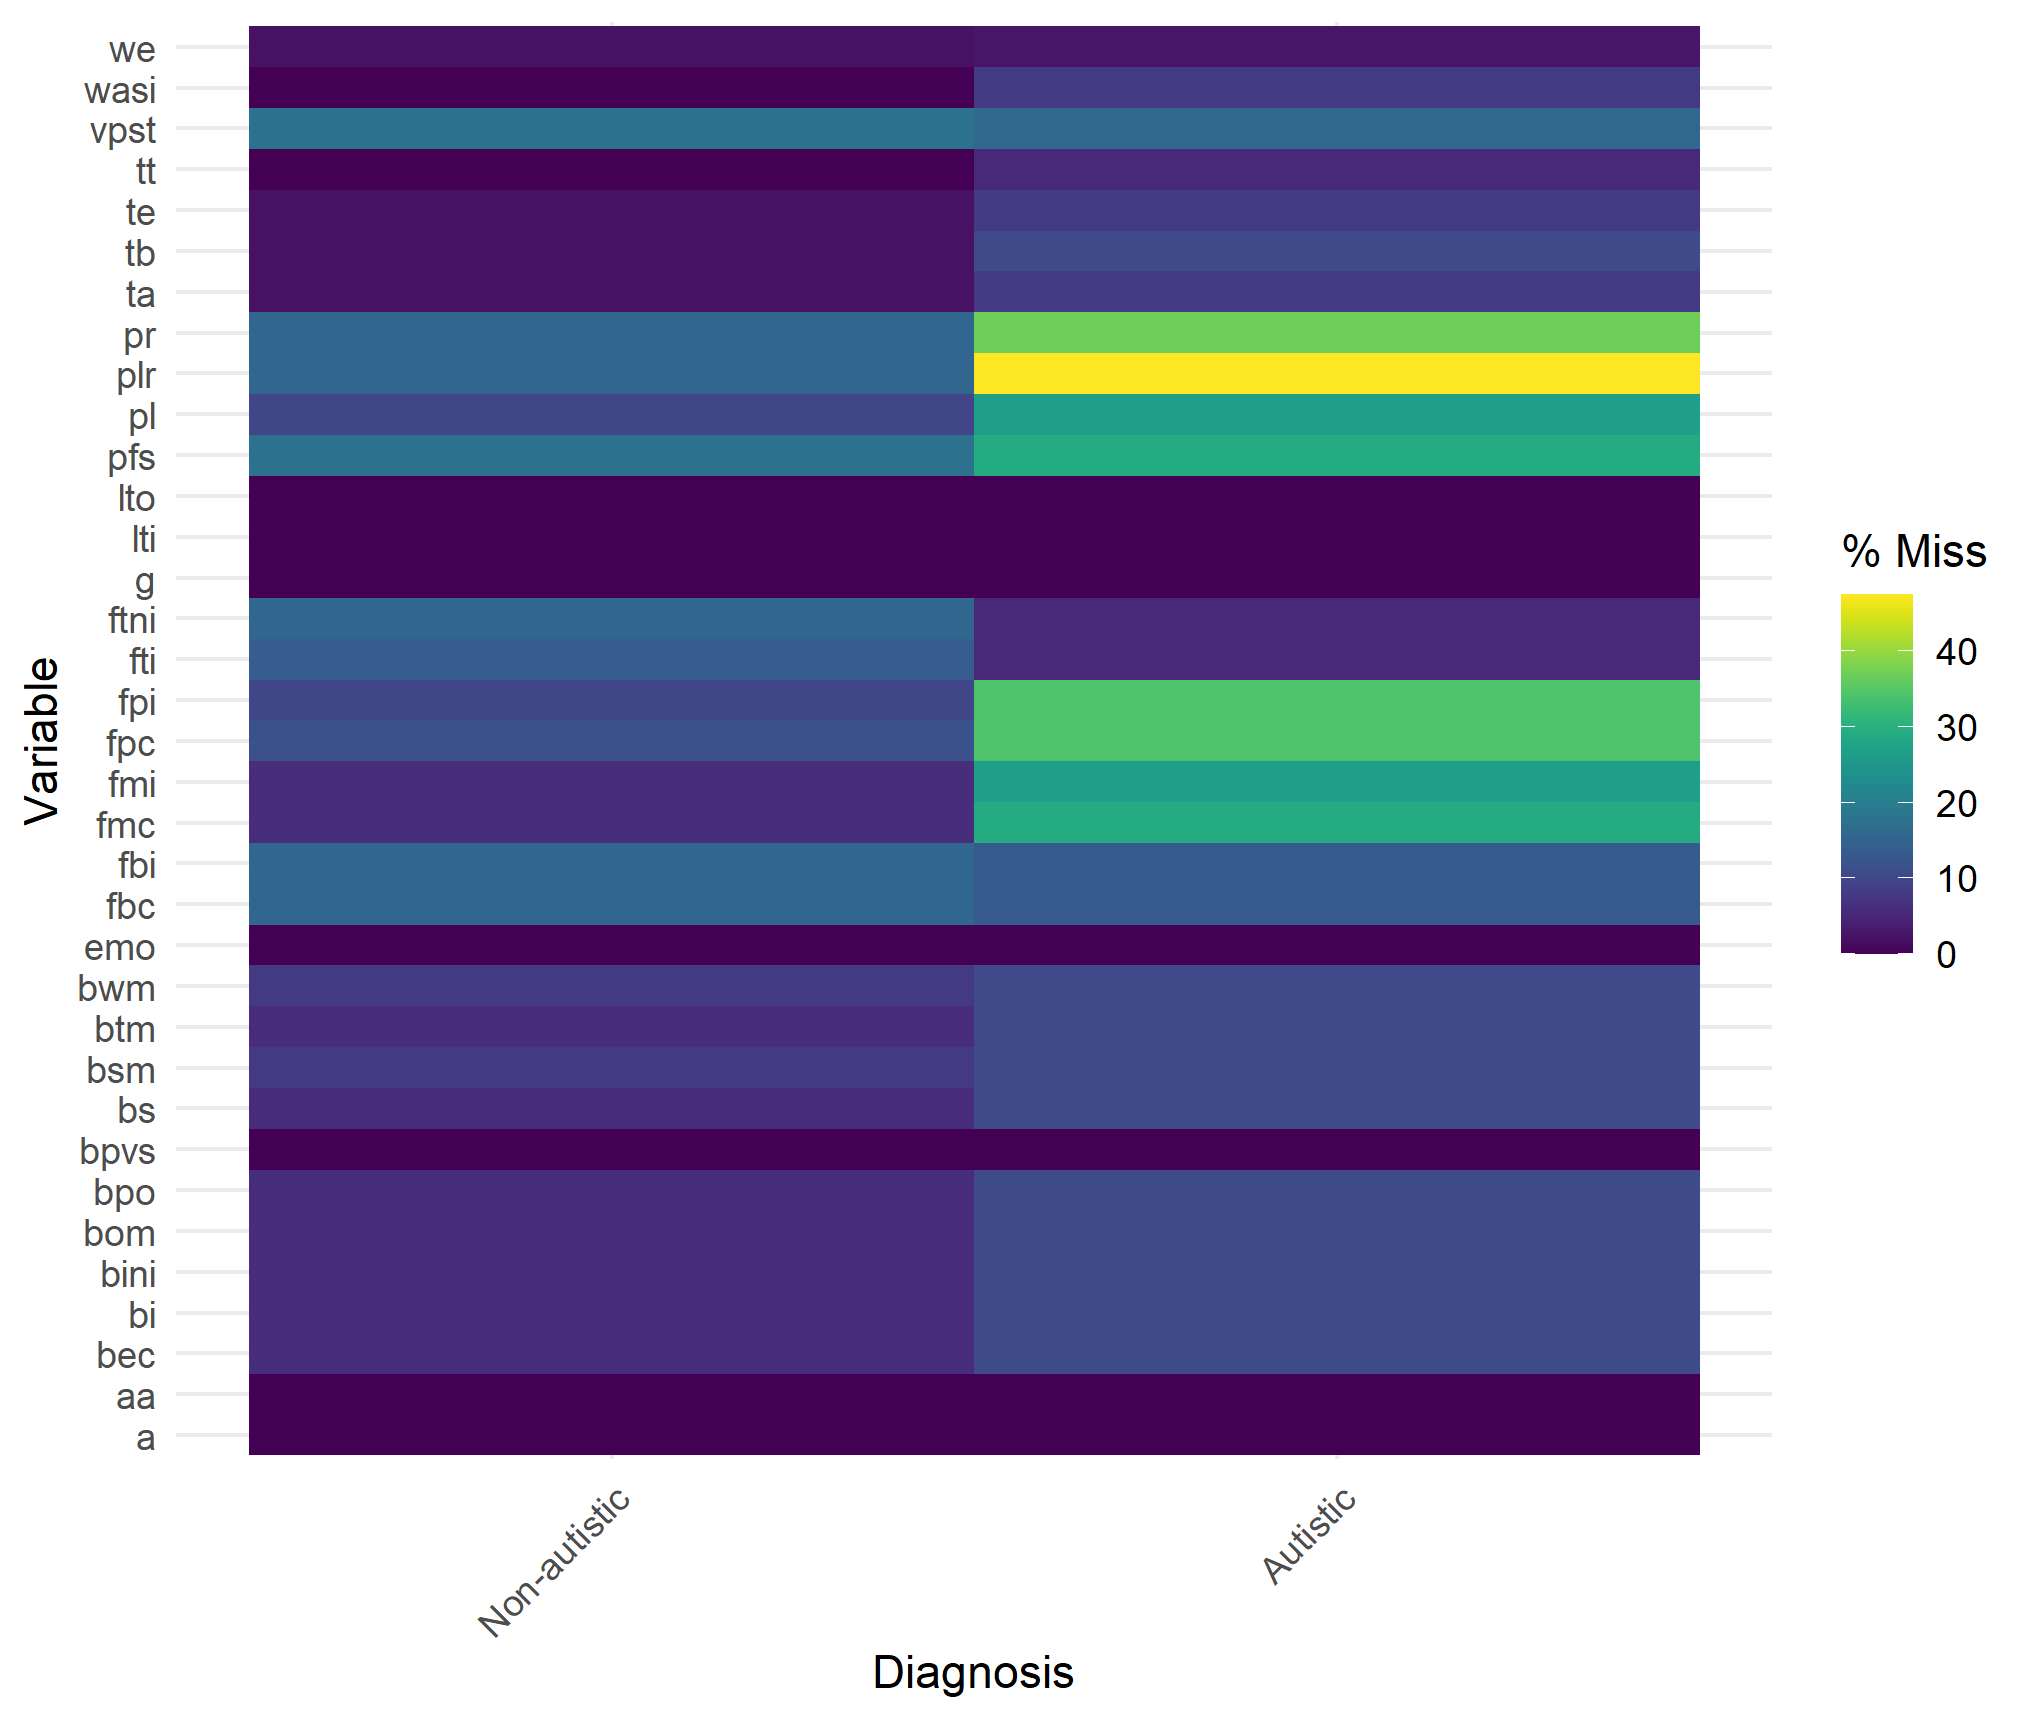 we
wasi
vpst
tt
te
tb
ta
pr
plr
pl
pfs
lto
lti
g
ftni
fti
fpi
fpc
fmi
fmc
fbi
fbc
emo
bwm
btm
bsm
bs
bpvs
bpo
bom
bini
bi
bec
aa
a
Variable
Non-autistic
Autistic
Diagnosis
% Miss
40
30
20
10
0